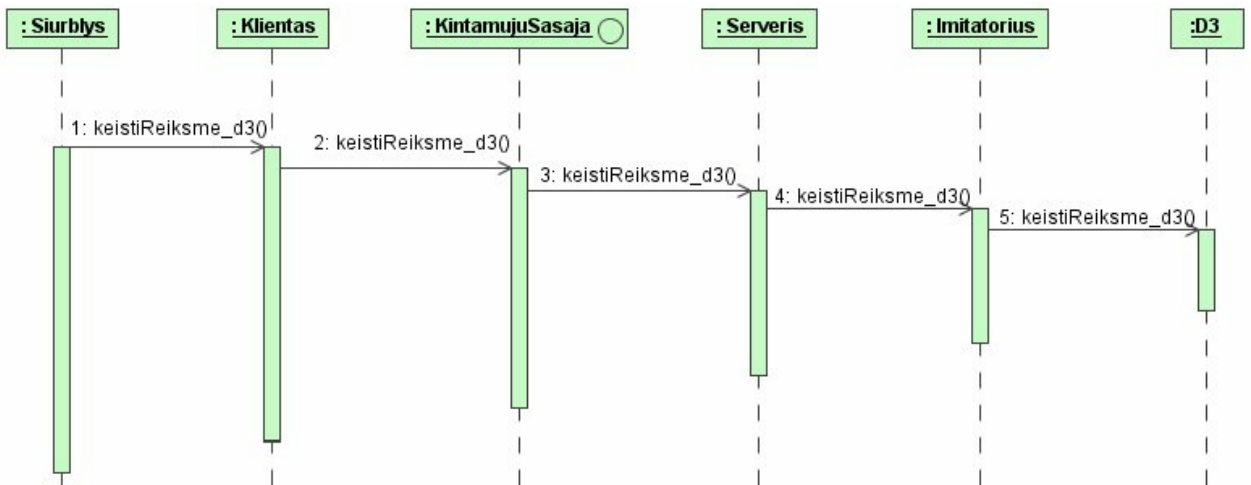 : Siurblys
: Klientas
: KintamujuSasaja
: Serveris
: Imitatorius
:D3
1: keistiReiksme_d3()
2: keistiReiksme_d3()
3: keistiReiksme_d3()
4: keistiReiksme_d3()
5: keistiReiksme_d3()